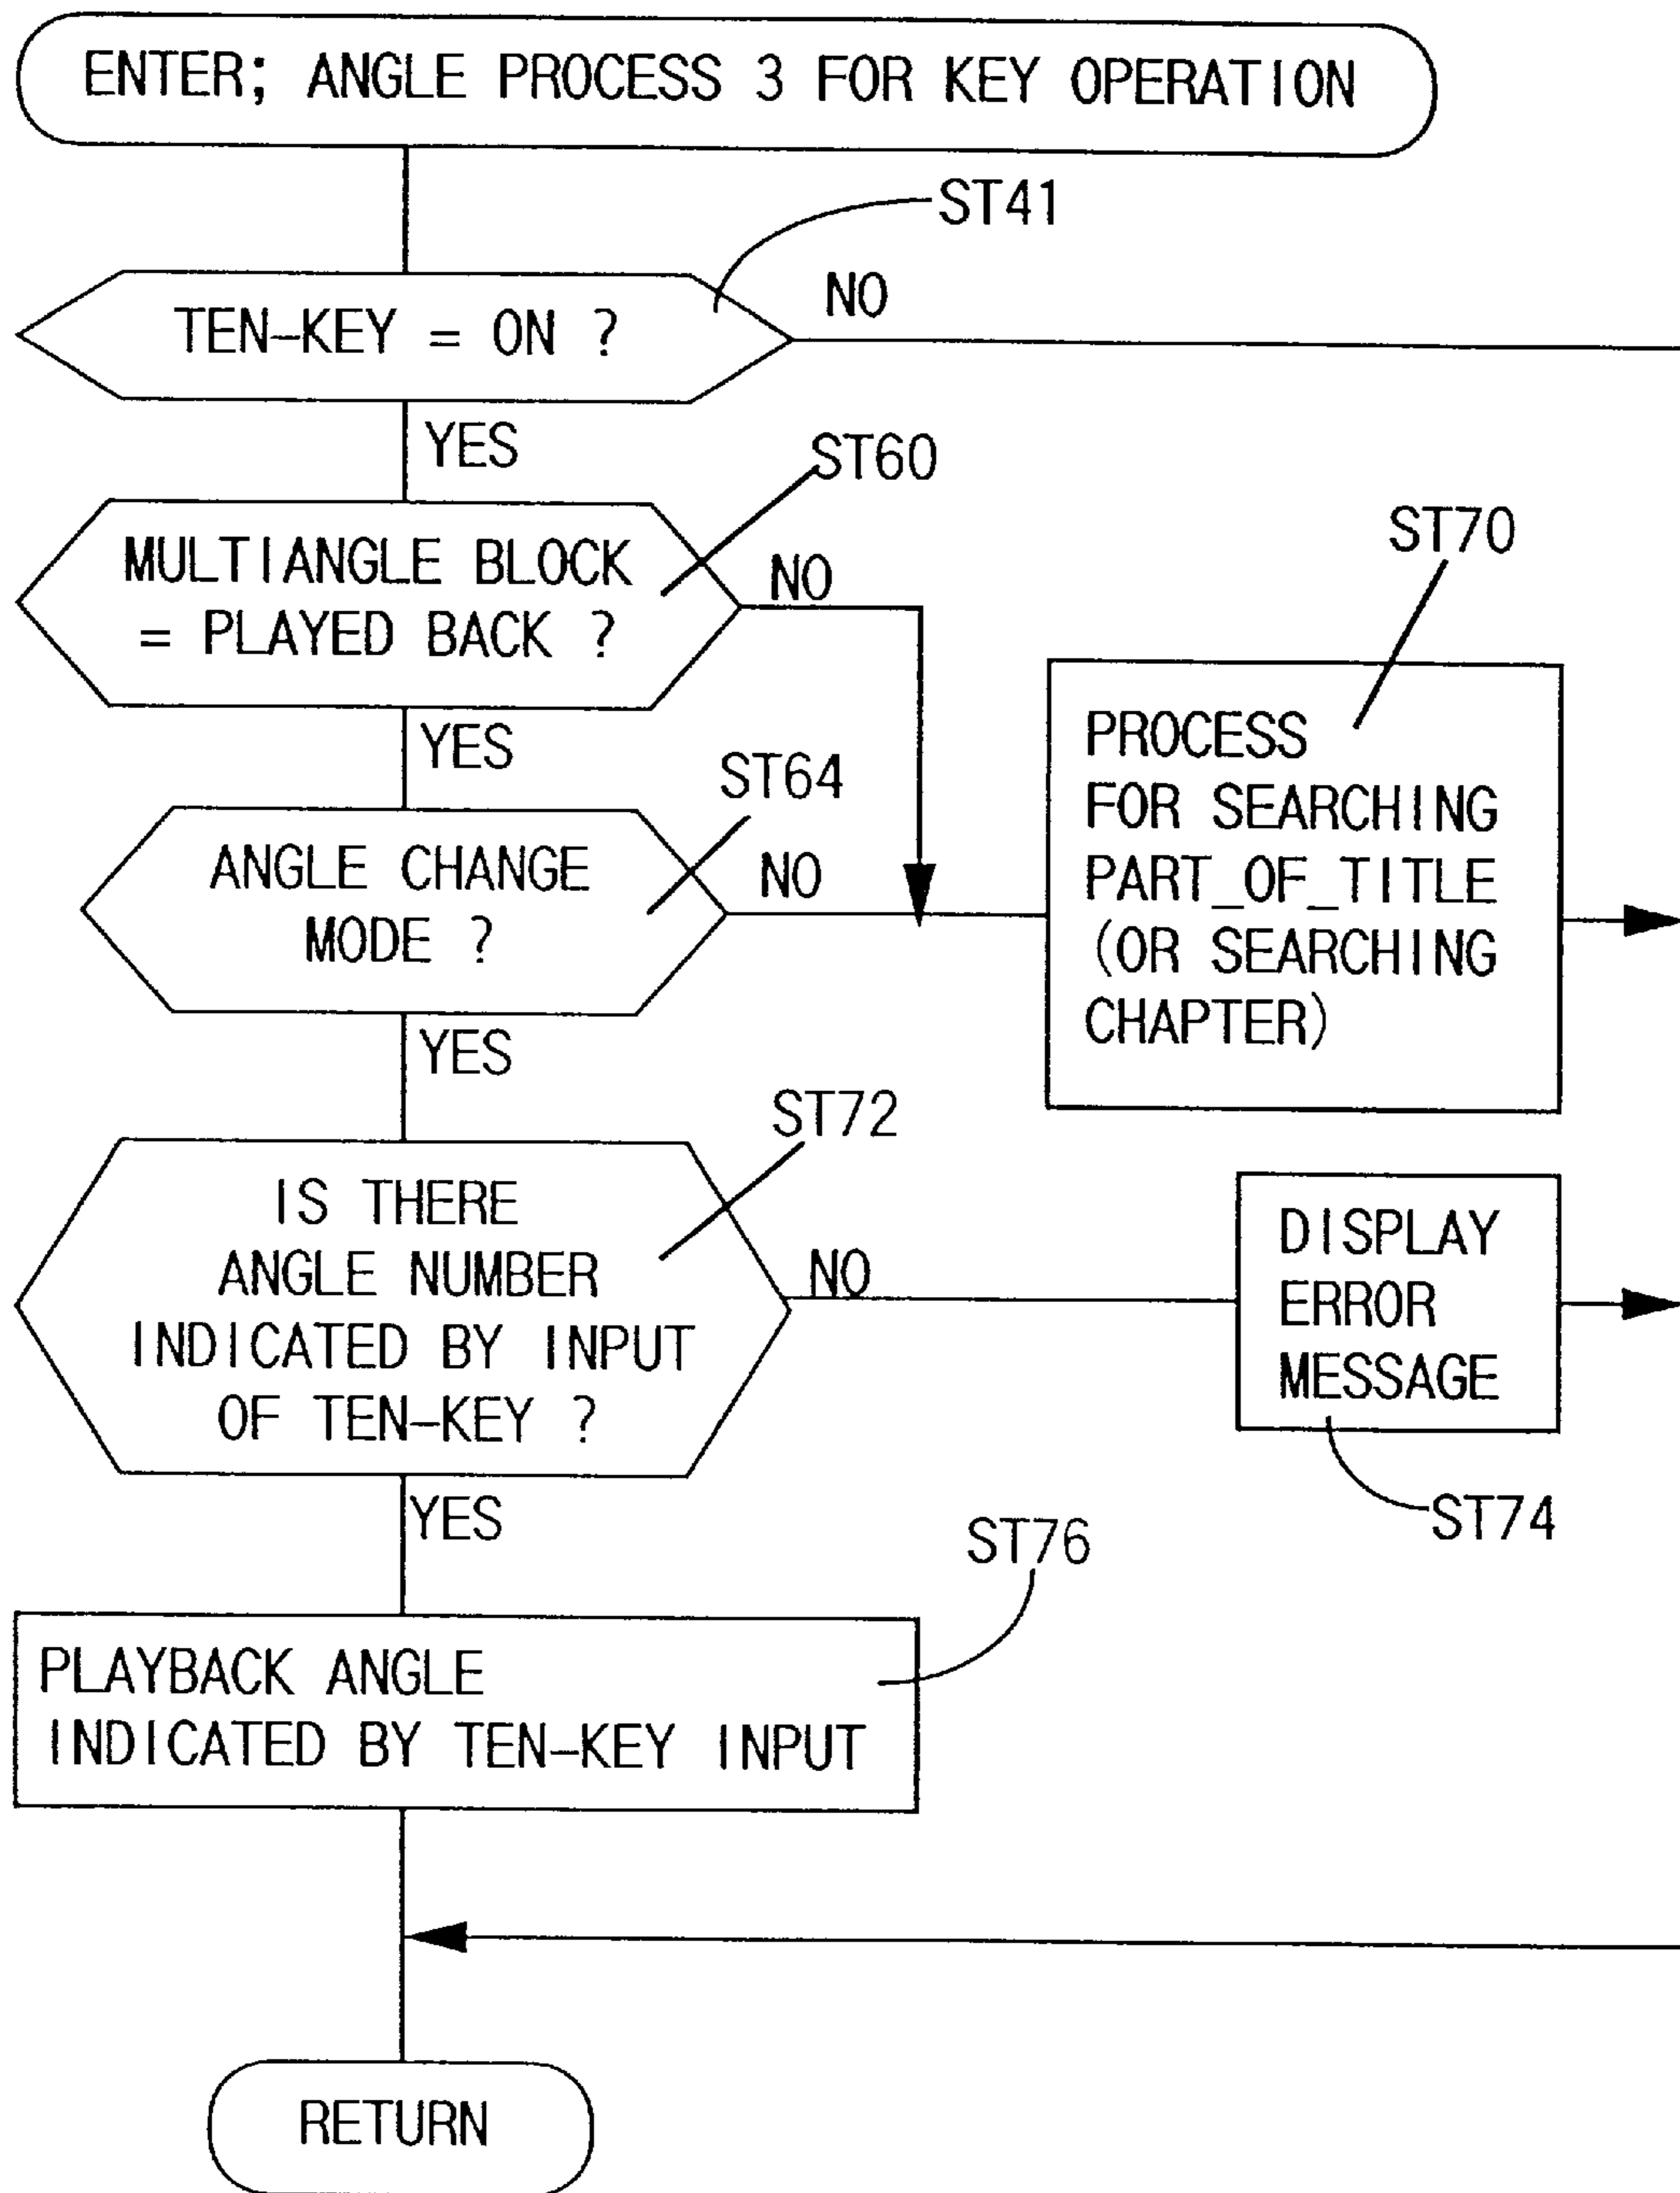 ENTER; ANGLE PROCESS 3 FOR KEY OPERATION
ST41
TEN-KEY = ON ?
NO
YES
ST60
MULTIANGLE BLOCK
= PLAYED BACK ?
NO
YES
ST70
PROCESS
FOR SEARCHING
PART_OF_TITLE
(OR SEARCHING
CHAPTER)
ST64
ANGLE CHANGE
MODE ?
NO
YES
ST72
IS THERE
ANGLE NUMBER
INDICATED BY INPUT
OF TEN-KEY ?
NO
DISPLAY
ERROR
MESSAGE
ST74
YES
ST76
PLAYBACK ANGLE
INDICATED BY TEN-KEY INPUT
RETURN